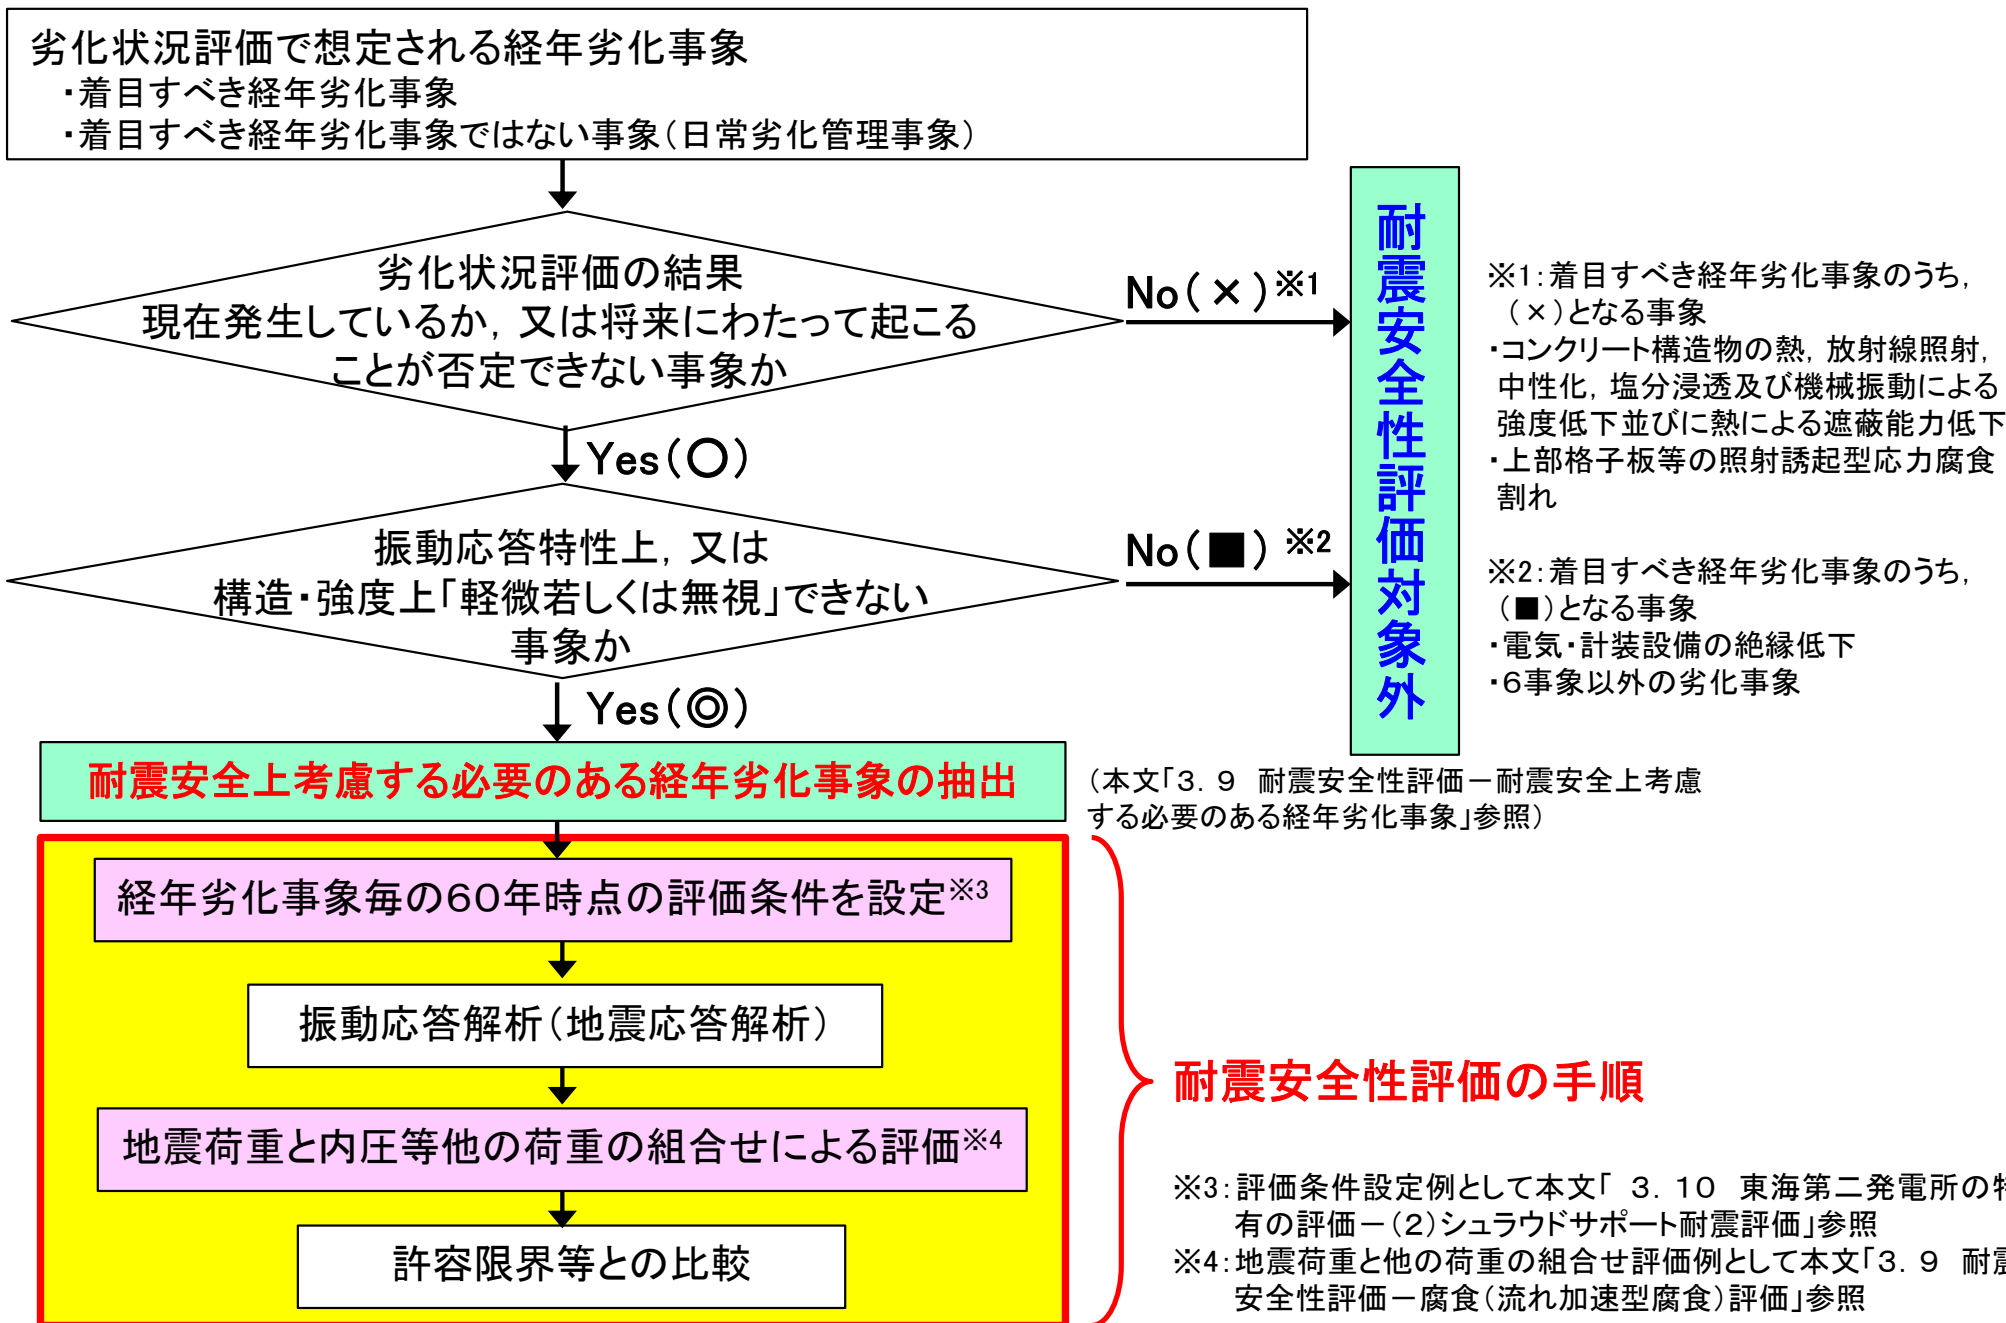 劣化状況評価で想定される経年劣化事象
・着目すべき経年劣化事象
・着目すべき経年劣化事象ではない事象（日常劣化管理事象）
劣化状況評価の結果
現在発生しているか，又は将来にわたって起こる
ことが否定できない事象か
No（×）※1
Yes（〇）
振動応答特性上，又は
構造・強度上「軽微若しくは無視」できない
事象か
No（■）※2
Yes（◎）
耐震安全性評価対象外
※1：着目すべき経年劣化事象のうち，
（×）となる事象
・コンクリート構造物の熱，放射線照射，
中性化，塩分浸透及び機械振動による
強度低下並びに熱による遮蔽能力低下
・上部格子板等の照射誘起型応力腐食
割れ
※2：着目すべき経年劣化事象のうち，
（■）となる事象
・電気・計装設備の絶縁低下
・６事象以外の劣化事象
耐震安全上考慮する必要のある経年劣化事象の抽出
（本文「３．９　耐震安全性評価－耐震安全上考慮
する必要のある経年劣化事象」参照）
経年劣化事象毎の６０年時点の評価条件を設定※3
振動応答解析（地震応答解析）
地震荷重と内圧等他の荷重の組合せによる評価※4
許容限界等との比較
耐震安全性評価の手順
※3：評価条件設定例として本文「 ３．１０　東海第二発電所の特
有の評価－（２）シュラウドサポート耐震評価」参照
※4：地震荷重と他の荷重の組合せ評価例として本文「３．９　耐震
安全性評価－腐食（流れ加速型腐食）評価」参照